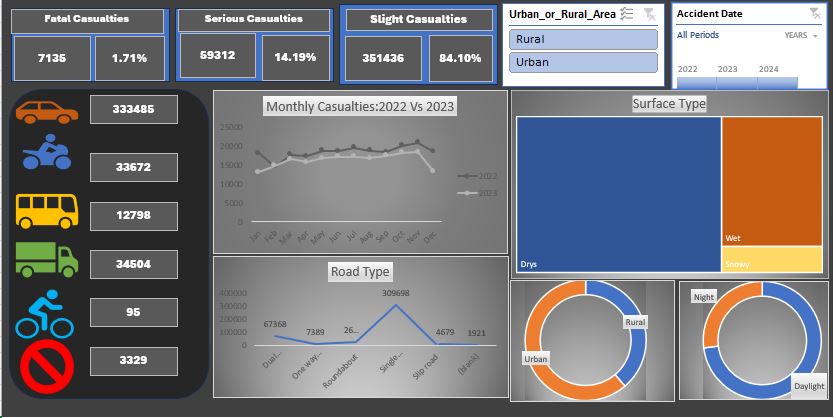 Fatal Casualties
7135
1.71%
Serious Casualties
59312
14.19%
Slight Casualties
351436
84.10%
Urban_or_Rural_Area
Rural
Urban
Accident Date
All Periods
YEARS
2022 2023 2024
333485
33672
12798
34504
95
3329
Monthly Casualties:2022 Vs 2023
25000
20000
15000
10000
5000
0
Jan Feb Mar Apr May Jun Jul Aug Sep Oct Nov Dec
2022
2023
Road Type
400000
300000
200000
100000
0
67368
7389
26...
309698
4679
1921
Dual...
One way...
Roundabout
Single...
Slip road
(blank)
Surface Type
Drys
Wet
Snowy
Rural
Urban
Night
Daylight